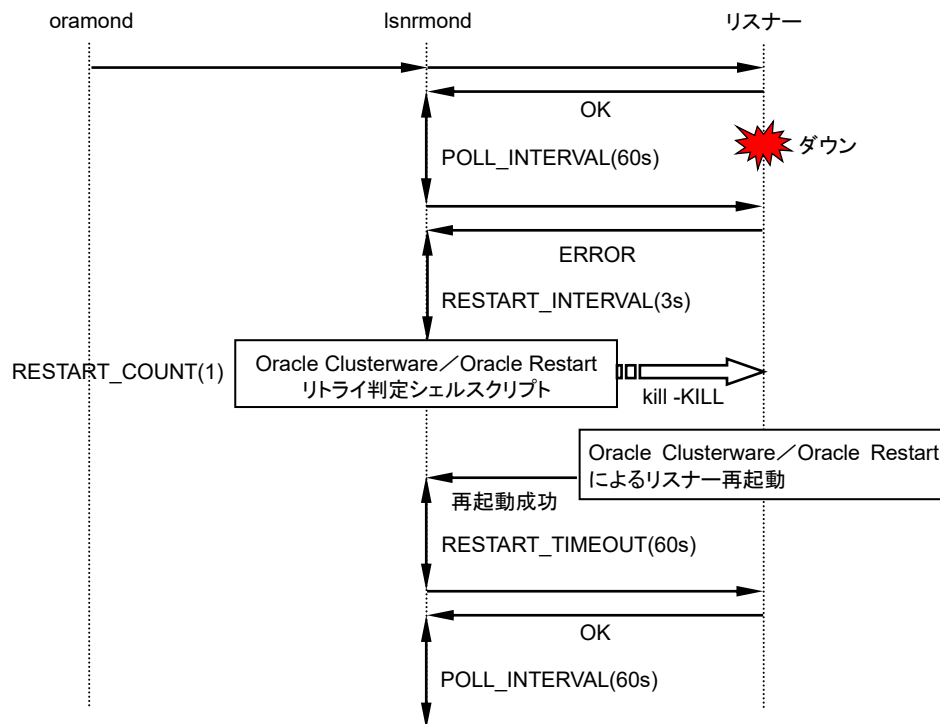 oramond
lsnrmond
リスナー
OK
ダウン
POLL_INTERVAL(60s)
ERROR
RESTART_INTERVAL(3s)
RESTART_COUNT(1)
Oracle Clusterware／Oracle Restart
リトライ判定シェルスクリプト
kill -KILL
Oracle Clusterware／Oracle Restart
によるリスナー再起動
再起動成功
RESTART_TIMEOUT(60s)
OK
POLL_INTERVAL(60s)